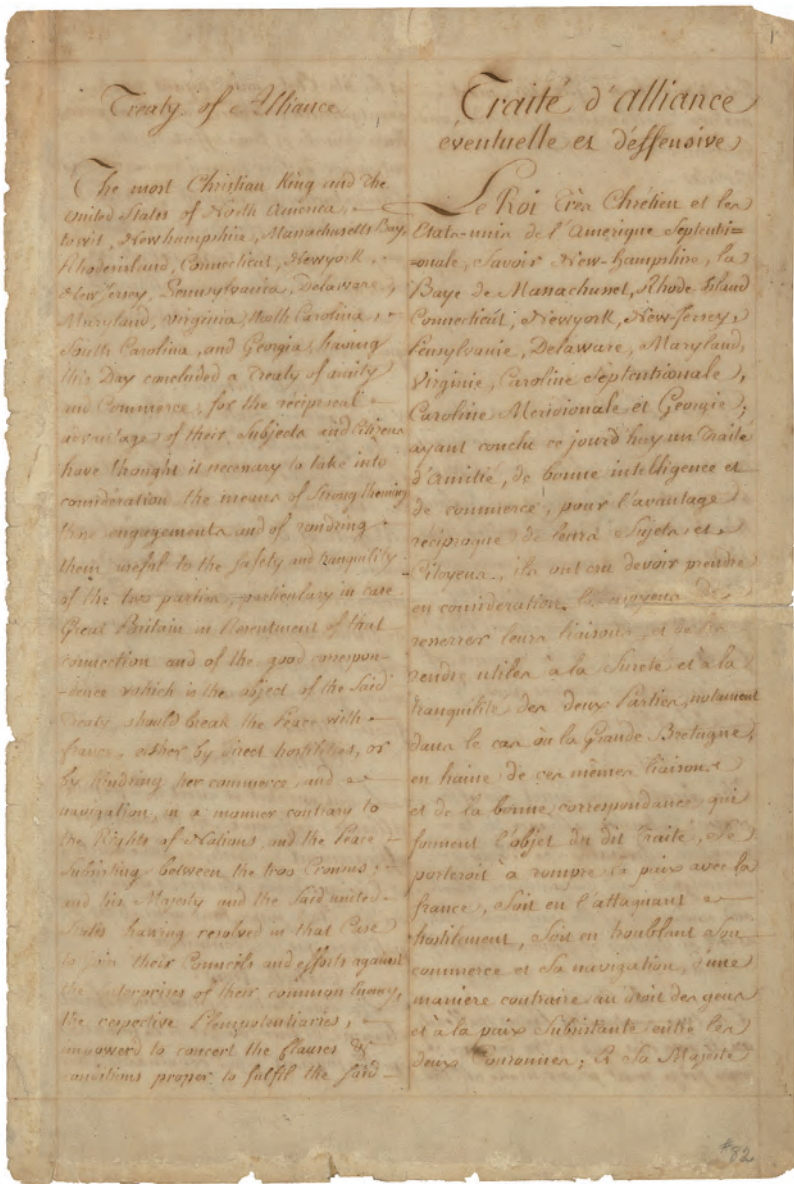 Treaty of Alliance
The most Christian King and the
united States of North America,
to wit, Newhampshire, Massachusetts Bay,
Rhodeisland, Connecticut, Newyork,
New Jersey, Pennsylvania, Delaware,
Maryland, Virginia, North Carolina,
South Carolina, and Georgia, having
this Day concluded a Treaty of amity
and Commerce, for the reciprocal
advantage of their Subjects and Citizens
have thought it necessary to take into
consideration the means of Strengthening
those engagements and of rondring
them useful to the safety and tranquility
of the two parties, particulary in case
Great Britain in Resentment of that
connection and of the good correspon-
-dence which is the object of the Said
Treaty, should break the Peace with
france, either by direct hostilities, or
by hindring her commerce, and
navigation, in a manner contrary to
the Rights of Nations, and the Peace
Subsisting between the two Crowns;
and his Majesty and the Said united
States having resolved in that Case
to join their Councils and efforts against
the Enterprises of their common Enemy,
the respective Plenipotentiaries,
impowered to concert the Clauses &
conditions proper to fulfil the said
Traité d'alliance
éventuelle et déffensive
Le Roi très Chrétien et les
Etats-unis de l'Amerique Septentri=
=onale, Savoir New-hampshire, la
Baye de Massachusset, Rhode Island
Connecticut, Newyork, New-Jersey,
Pensylvanie, Delaware, Maryland,
Virginie, Caroline Septentrionale,
Caroline Meridionale et Georgie;
ayant conclu ce jourd'huy un Traité
d'amitié, de bonne intelligence et
de commerce, pour l'avantage
réciproque de leurs Sujets et
Citoyens, ils ont cru devoir prendre
en consideration les moyens de
resserrer leurs liaisons, et de les
rendre utiles à la Sureté et à la
tranquilité des deux Parties, notament
dans le cas où la Grande Bretagne,
en haine de ces mêmes liaisons
et de la bonne correspondance qui
forment l'objet du dit Traité, Se
porteroit à rompre la paix avec la
france, Soit en l'attaquant
hostilement, Soit en troublant Son
commerce et Sa navigation, d'une
maniere contraire au droit des gens
et à la paix Subsistante entre les
deux Couronnes; Et Sa Majesté
#82